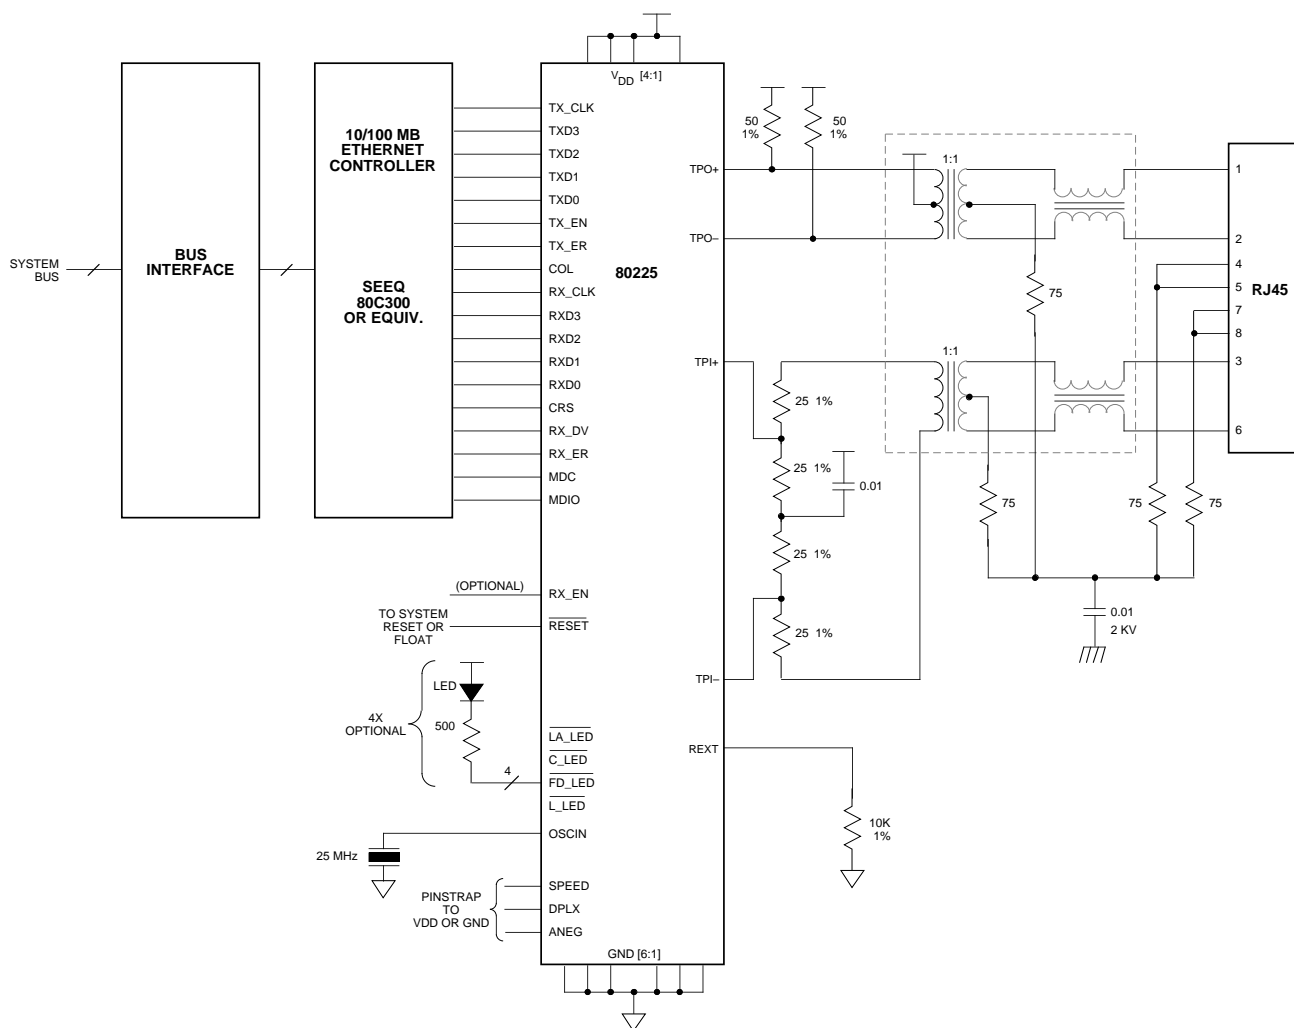 V_DD [4:1]
SYSTEM
BUS
BUS
INTERFACE
10/100 MB
ETHERNET
CONTROLLER
SEEQ
80C300
OR EQUIV.
TX_CLK
TXD3
TXD2
TXD1
TXD0
TX_EN
TX_ER
COL
RX_CLK
RXD3
RXD2
RXD1
RXD0
CRS
RX_DV
RX_ER
MDC
MDIO
(OPTIONAL)
RX_EN
TO SYSTEM
RESET OR
FLOAT
RESET
4X
OPTIONAL
LED
500
4
LA_LED
C_LED
FD_LED
L_LED
25 MHz
OSCIN
PINSTRAP
TO
VDD OR GND
SPEED
DPLX
ANEG
80225
GND [6:1]
TPO+
TPO–
TPI+
TPI–
REXT
50
1%
50
1%
1:1
75
1:1
25 1%
25 1%
0.01
25 1%
25 1%
75
75
75
0.01
2 KV
10K
1%
1
2
4
5
7
8
3
6
RJ45